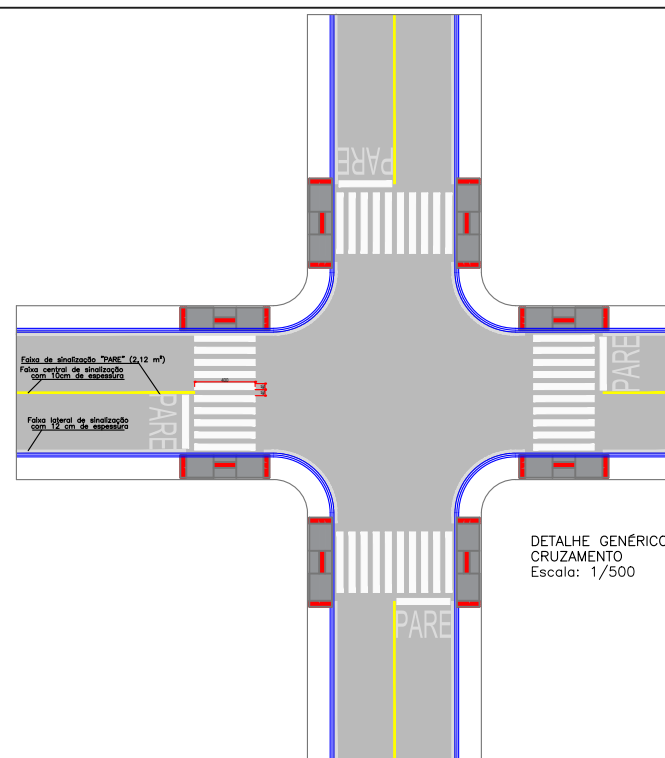 PARE
PARE
Faixa de sinalização "PARE" (2,12 m²)
Faixa central de sinalização
com 10cm de espessura
PARE
Faixa lateral de sinalização
com 12 cm de espessura
DETALHE GENÉRICO
CRUZAMENTO
Escala: 1/500
PARE